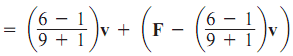 = (6 − 1 / 9 + 1)v + (F − (6 − 1 / 9 + 1)v)